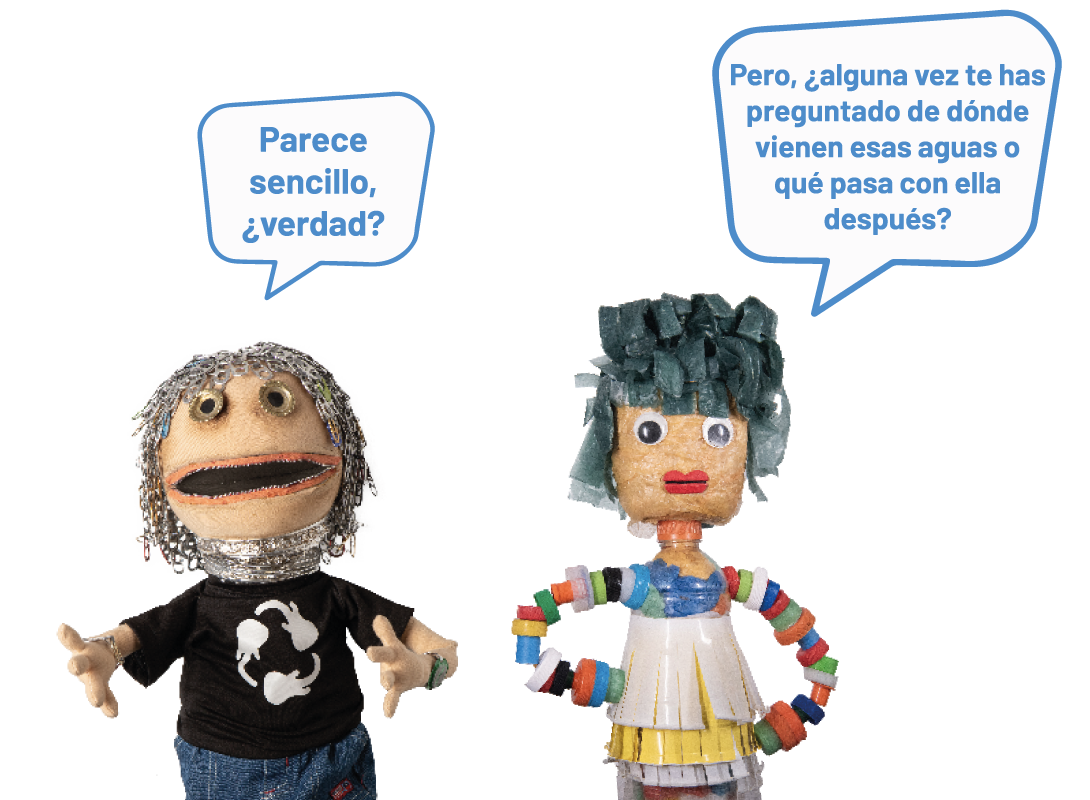 Parece
sencillo,
¿verdad?
Pero, ¿alguna vez te has
preguntado de dónde
vienen esas aguas o
qué pasa con ella
después?